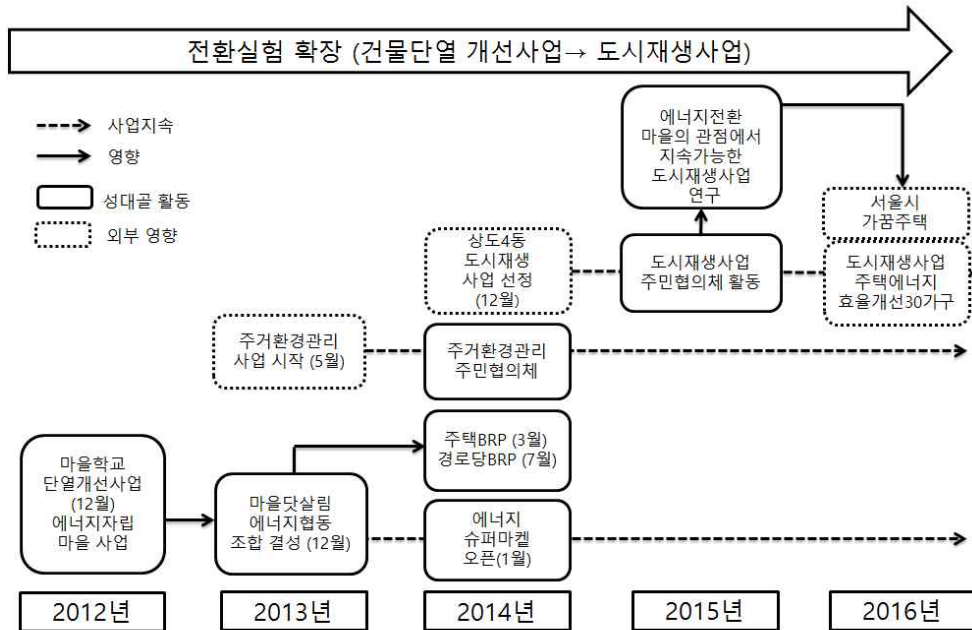 전환실험 확장 (건물단열 개선사업→ 도시재생사업)
사업지속
영향
성대골 활동
외부 영향
에너지전환
마을의 관점에서
지속가능한
도시재생사업
연구
서울시
가꿈주택
상도4동
도시재생
사업 선정
(12월)
도시재생사업
주민협의체 활동
도시재생사업
주택에너지
효율개선30가구
주거환경관리
사업 시작 (5월)
주거환경관리
주민협의체
주택BRP (3월)
경로당BRP (7월)
마을학교
단열개선사업
(12월)
에너지자립
마을 사업
마을닷살림
에너지협동
조합 결성 (12월)
에너지
슈퍼마켙
오픈(1월)
2012년
2013년
2014년
2015년
2016년